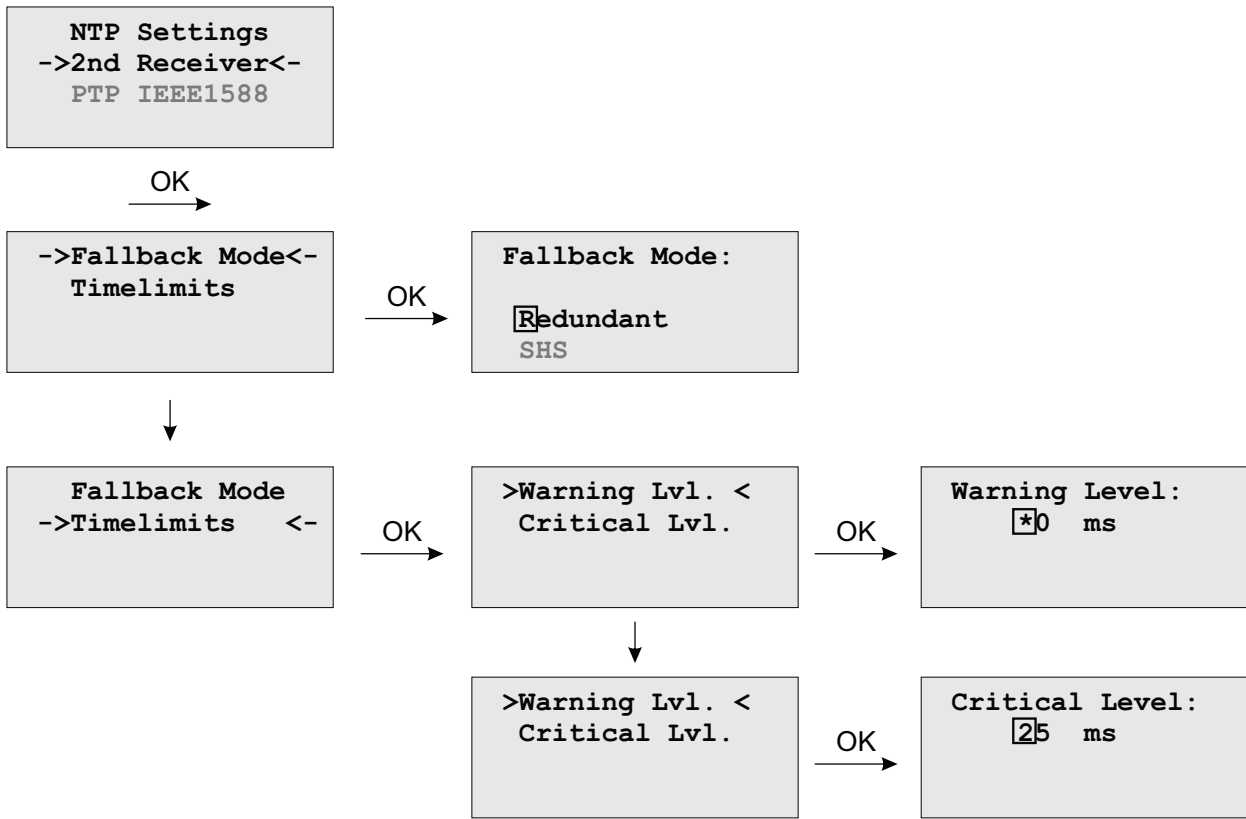 NTP Settings
->2nd Receiver<-
PTP IEEE1588
OK
->Fallback Mode<-
Timelimits
OK
Fallback Mode:
Redundant
SHS
Fallback Mode
->Timelimits <-
OK
>Warning Lvl. <
Critical Lvl.
OK
Warning Level:
*0 ms
>Warning Lvl. <
Critical Lvl.
OK
Critical Level:
25 ms